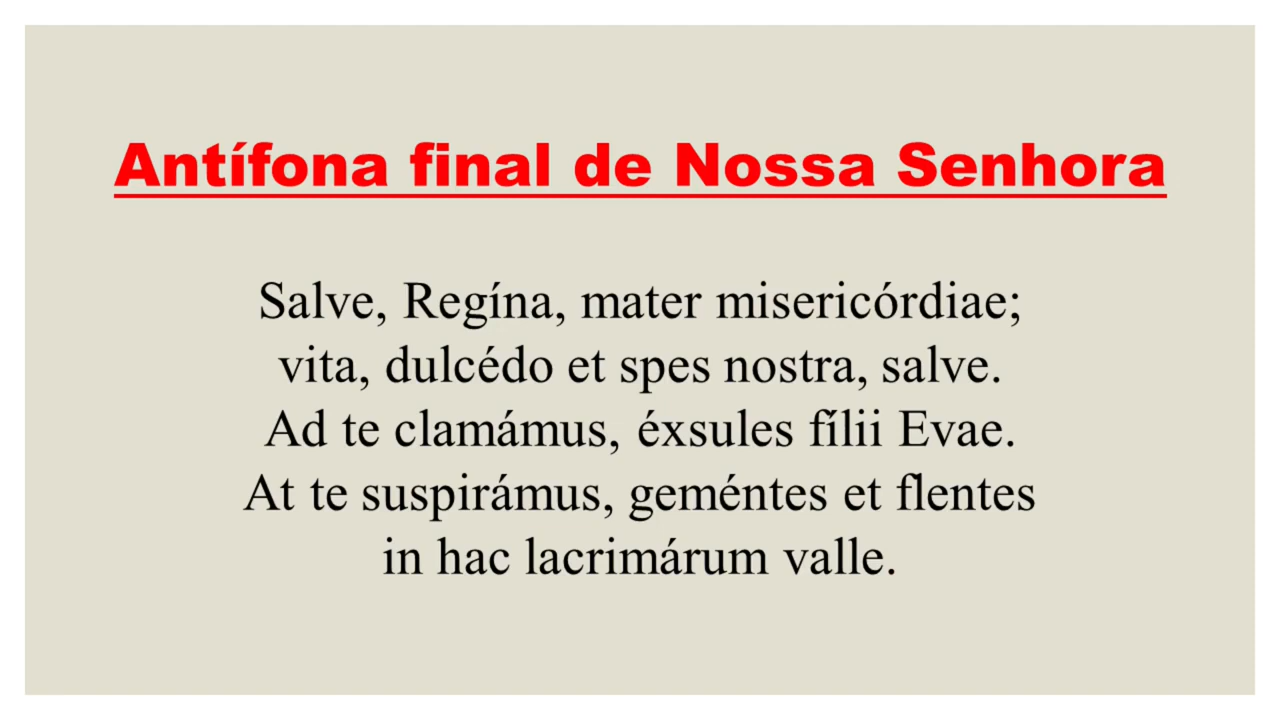 Antífona final de Nossa Senhora
Salve, Regína, mater misericórdiae;
vita, dulcédo et spes nostra, salve.
Ad te clamámus, éxsules fílii Evae.
At te suspirámus, geméntes et flentes
in hac lacrimárum valle.